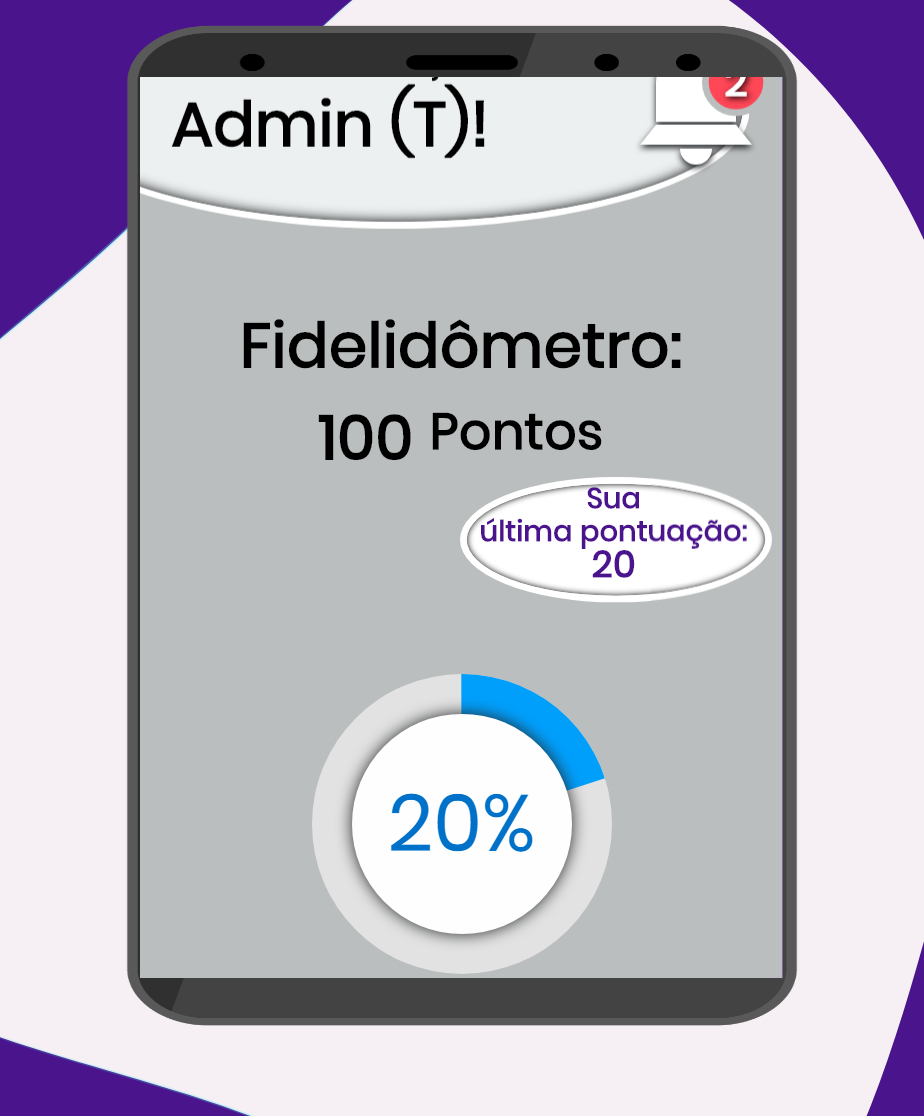 Admin (T)!
2
Fidelidômetro:
100 Pontos
Sua
última pontuação:
20
20%